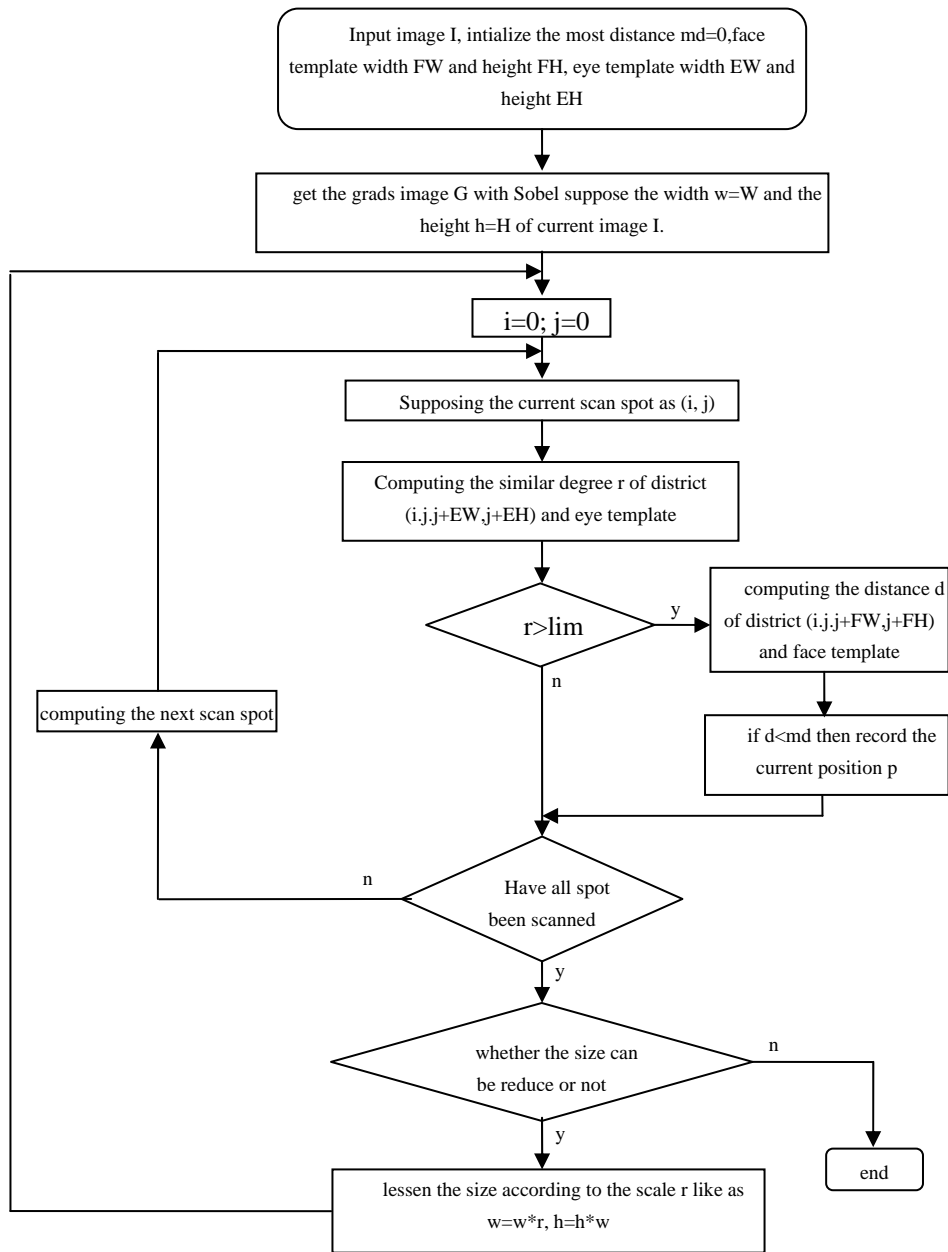 Input image I, intialize the most distance md=0,face
template width FW and height FH, eye template width EW and
height EH
get the grads image G with Sobel suppose the width w=W and the
height h=H of current image I.
i=0; j=0
Supposing the current scan spot as (i, j)
Computing the similar degree r of district
(i.j.j+EW,j+EH) and eye template
r>lim
y
computing the distance d
of district (i.j.j+FW,j+FH)
and face template
n
computing the next scan spot
if d<md then record the
current position p
n
Have all spot
been scanned
y
whether the size can
be reduce or not
n
y
end
lessen the size according to the scale r like as
w=w*r, h=h*w